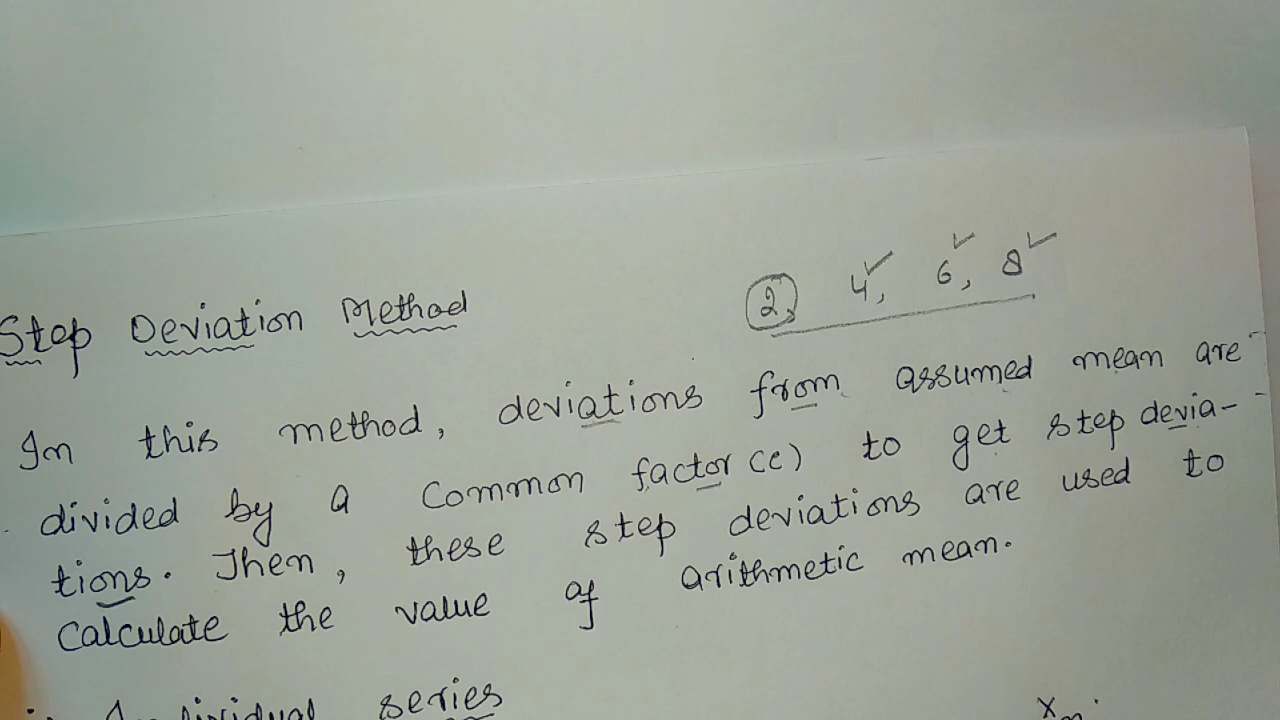 Step Deviation Method
2, 4, 6, 8
In this method, deviations from assumed mean are
divided by a common factor (c) to get step devia-
tions. Then, these step deviations are used to
calculate the value of arithmetic mean.
Individual series